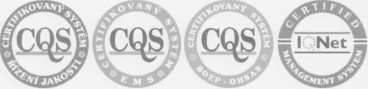 CERTIFIKOVANÝ SYSTÉM
CQS
ŘÍZENÍ JAKOSTI
CERTIFIKOVANÝ SYSTÉM
CQS
EMS
CERTIFIKOVANÝ SYSTÉM
CQS
BOZP - OHSAS
CERTIFIED
IQNet
MANAGEMENT SYSTEM